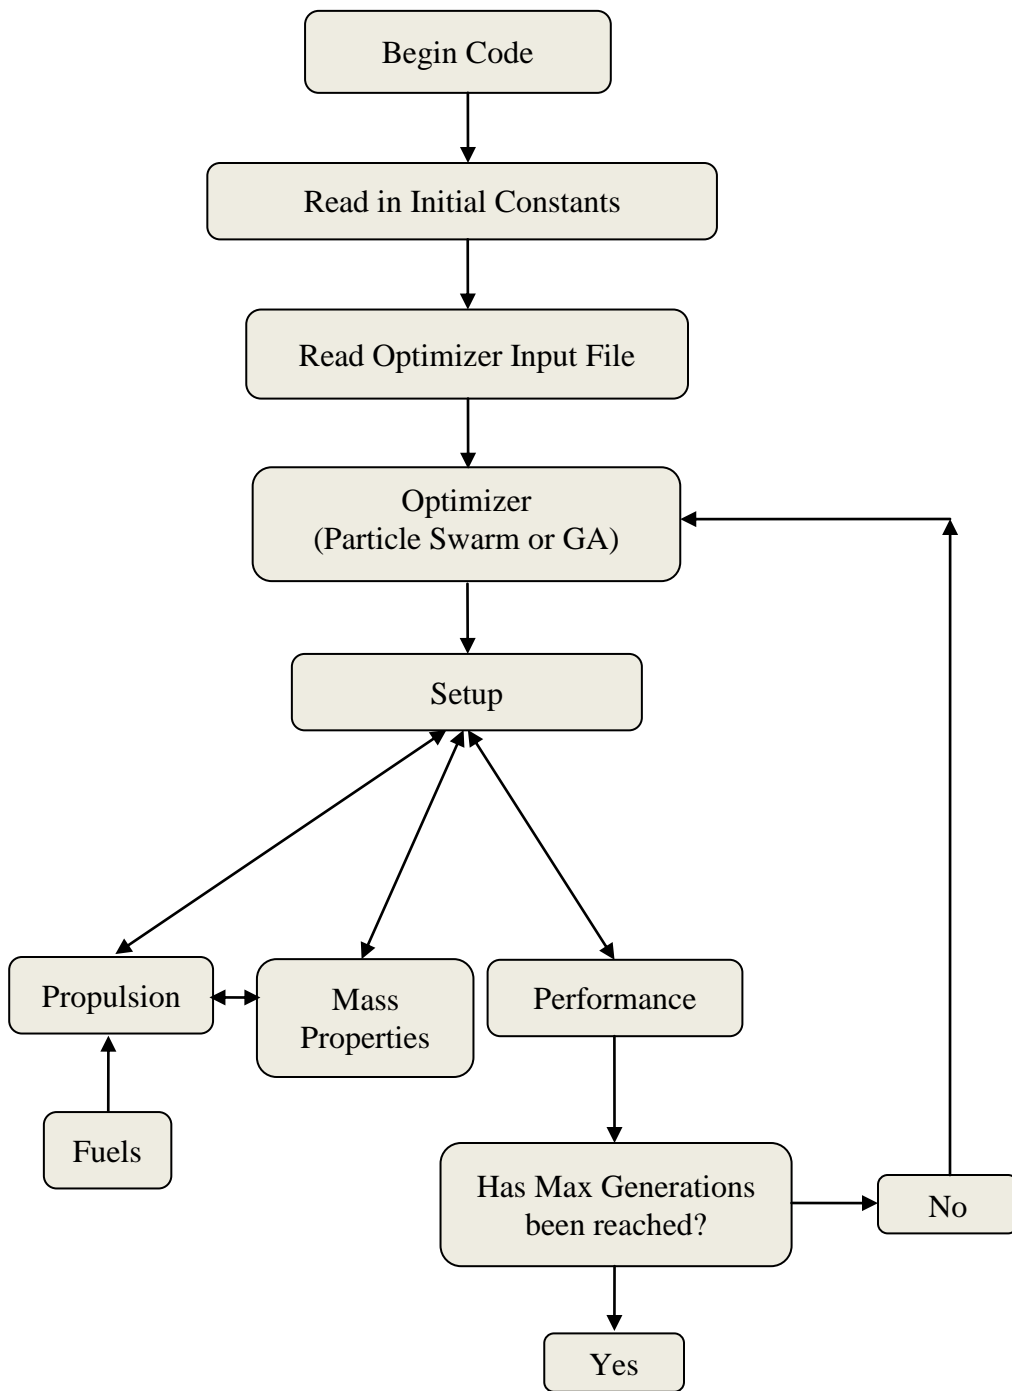 Begin Code
Read in Initial Constants
Read Optimizer Input File
Optimizer
(Particle Swarm or GA)
Setup
Propulsion
Mass
Properties
Performance
Fuels
Has Max Generations
been reached?
No
Yes